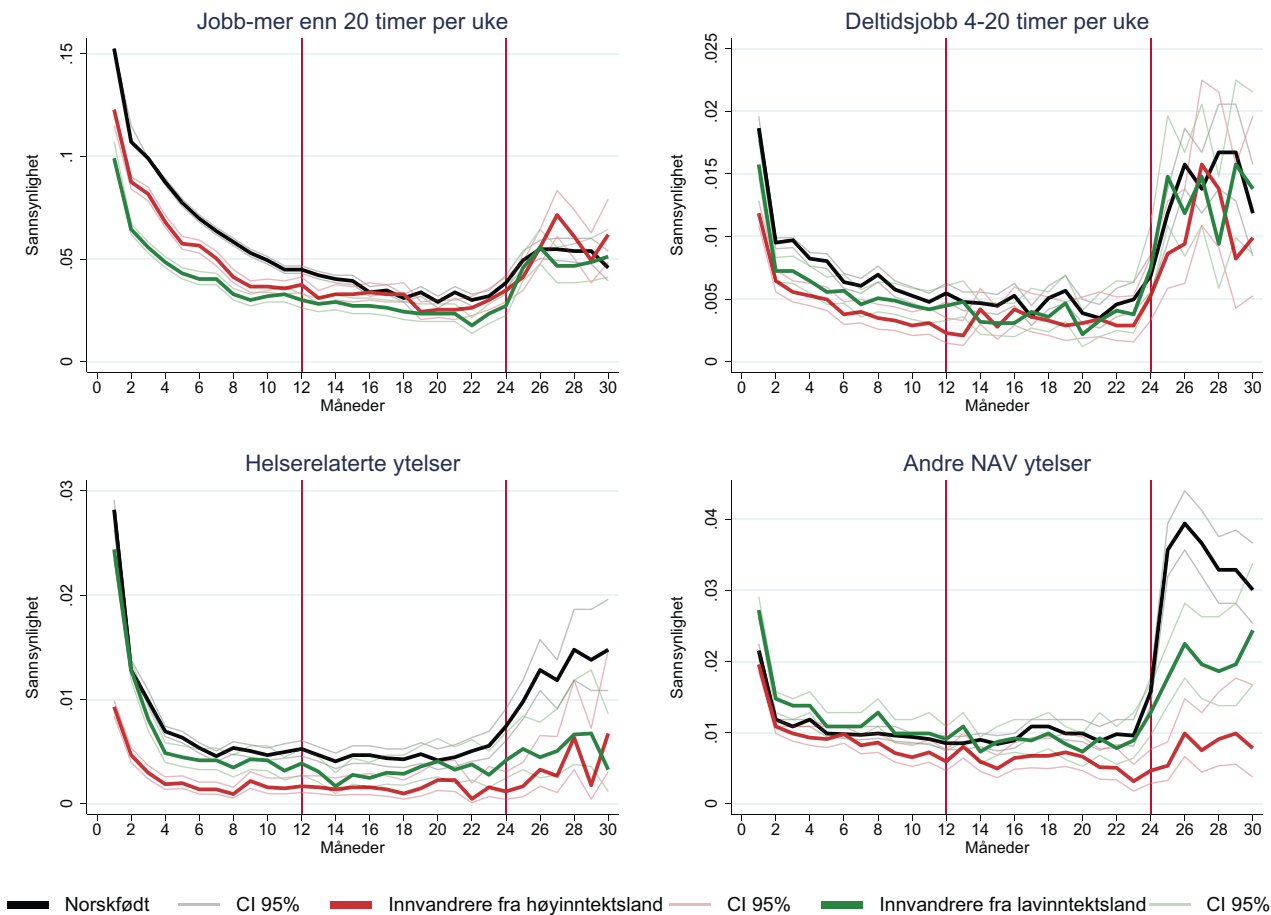 Jobb-mer enn 20 timer per uke
Sannsynlighet
.15
.1
.05
0
0 2 4 6 8 10 12 14 16 18 20 22 24 26 28 30
Måneder
Deltidsjobb 4-20 timer per uke
Sannsynlighet
.025
.02
.015
.01
.005
0
0 2 4 6 8 10 12 14 16 18 20 22 24 26 28 30
Måneder
Helserelaterte ytelser
Sannsynlighet
.03
.02
.01
0
0 2 4 6 8 10 12 14 16 18 20 22 24 26 28 30
Måneder
Andre NAV ytelser
Sannsynlighet
.04
.03
.02
.01
0
0 2 4 6 8 10 12 14 16 18 20 22 24 26 28 30
Måneder
Norskfødt CI 95% Innvandrere fra høyinntektsland CI 95% Innvandrere fra lavinntektsland CI 95%